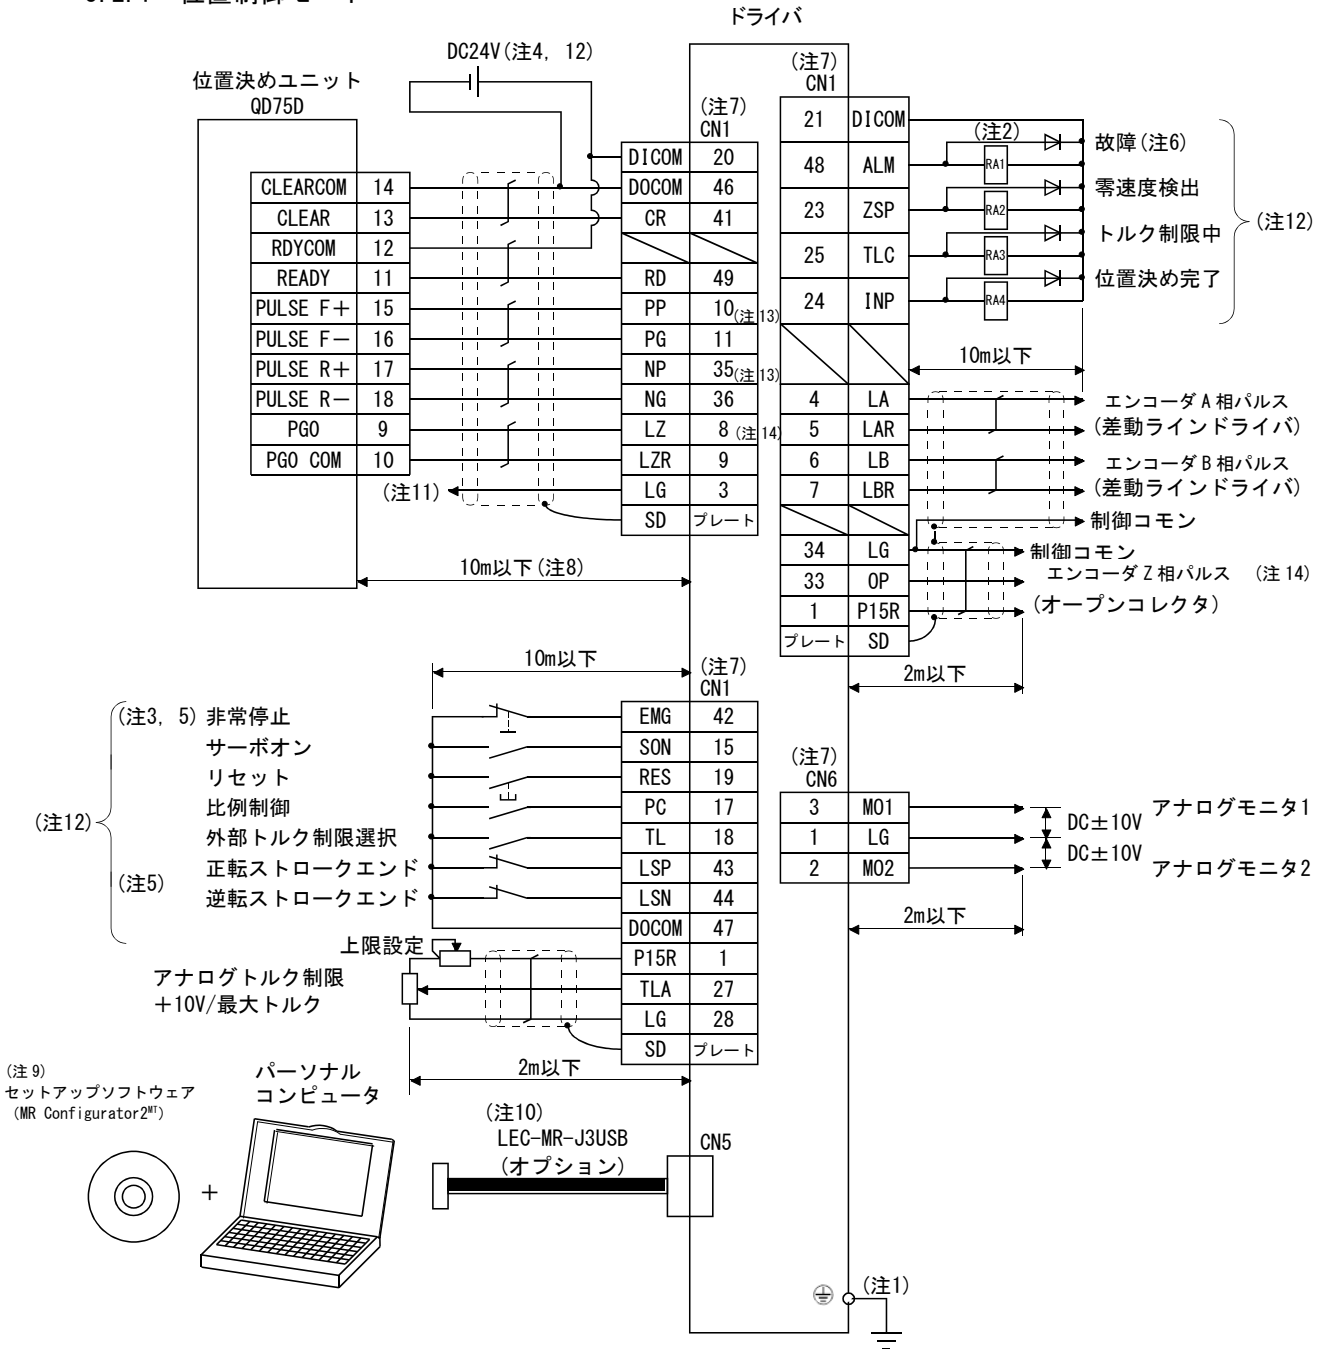 ドライバ
DC24V(注4, 12)
位置決めユニット
QD75D
(注7)
CN1
DICOM 20
CLEARCOM 14 DOCOM 46
CLEAR 13 CR 41
RDYCOM 12
READY 11 RD 49
PULSE F＋ 15 PP 10(注13)
PULSE F－ 16 PG 11
PULSE R＋ 17 NP 35(注13)
PULSE R－ 18 NG 36
PG0 9 LZ 8(注14)
PG0 COM 10 LZR 9
(注11) LG 3
SD プレート
10m以下(注8)
(注7)
CN1
21 DICOM
(注2)
48 ALM RA1 故障(注6)
23 ZSP RA2 零速度検出
25 TLC RA3 トルク制限中
24 INP RA4 位置決め完了
(注12)
10m以下
4 LA エンコーダA相パルス
5 LAR (差動ラインドライバ)
6 LB エンコーダB相パルス
7 LBR (差動ラインドライバ)
制御コモン
34 LG 制御コモン
33 OP エンコーダZ相パルス (注14)
1 P15R (オープンコレクタ)
プレート SD
2m以下
10m以下
(注7)
CN1
(注3, 5) 非常停止 EMG 42
サーボオン SON 15
リセット RES 19
(注12) 比例制御 PC 17
外部トルク制限選択 TL 18
正転ストロークエンド LSP 43
(注5)
逆転ストロークエンド LSN 44
DOCOM 47
上限設定 P15R 1
アナログトルク制限 TLA 27
＋10V/最大トルク LG 28
SD プレート
2m以下
(注7)
CN6
3 MO1 アナログモニタ1
DC±10V
1 LG
DC±10V
2 MO2 アナログモニタ2
2m以下
(注9)
セットアップソフトウェア
(MR Configurator2ᴹᵀ)
パーソナル
コンピュータ
＋
(注10)
LEC-MR-J3USB
(オプション)
CN5
(注1)